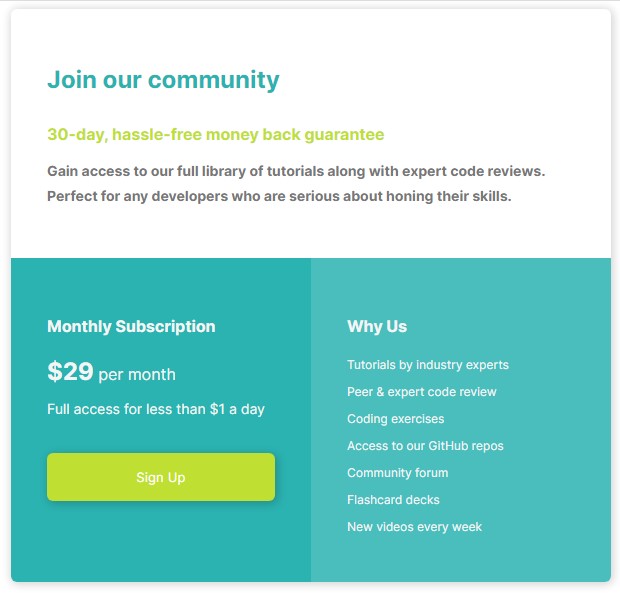 Join our community
30-day, hassle-free money back guarantee
Gain access to our full library of tutorials along with expert code reviews.
Perfect for any developers who are serious about honing their skills.
Monthly Subscription
$29 per month
Full access for less than $1 a day
Sign Up
Why Us
Tutorials by industry experts
Peer & expert code review
Coding exercises
Access to our GitHub repos
Community forum
Flashcard decks
New videos every week